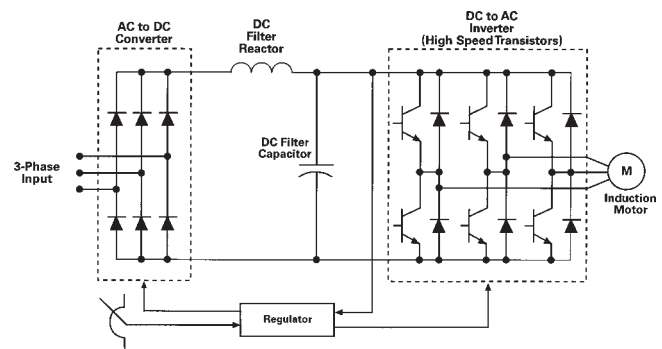 AC to DC
Converter
DC
Filter
Reactor
DC to AC
Inverter
(High Speed Transistors)
3-Phase
Input
DC Filter
Capacitor
M
Induction
Motor
Regulator